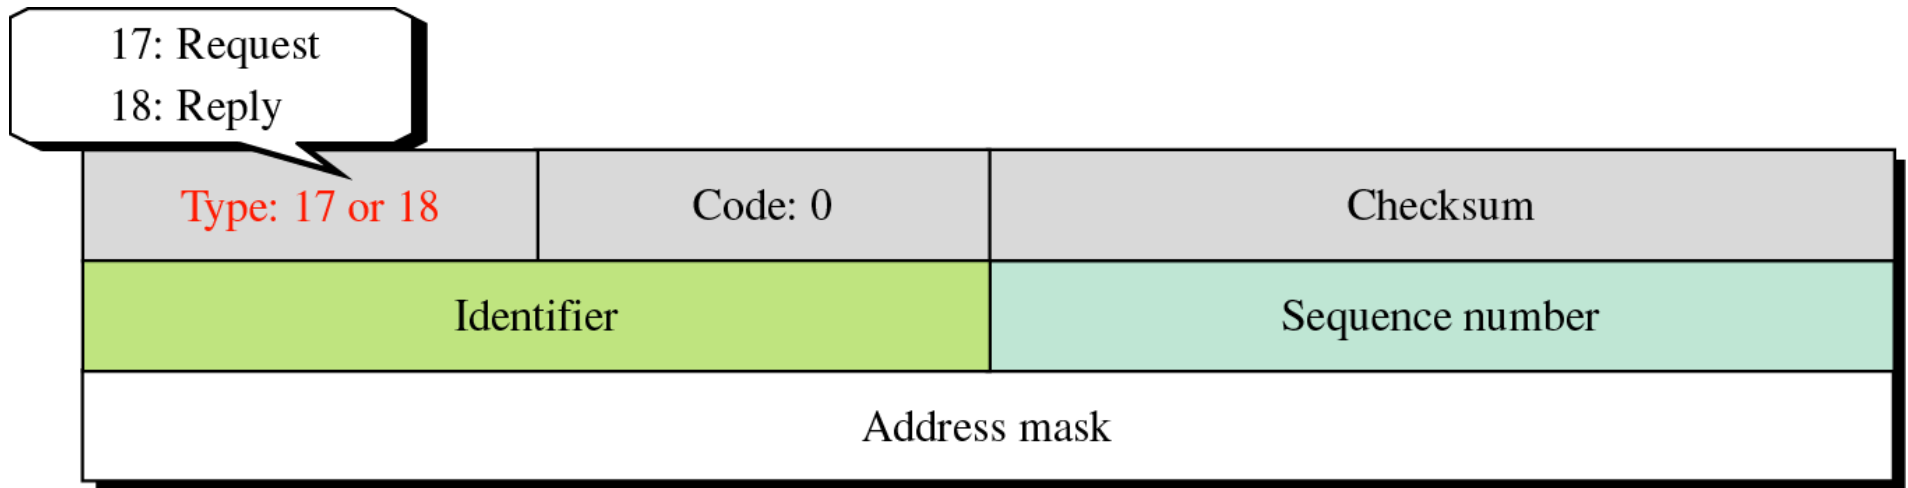 17: Request
18: Reply
Type: 17 or 18
Code: 0
Checksum
Identifier
Sequence number
Address mask